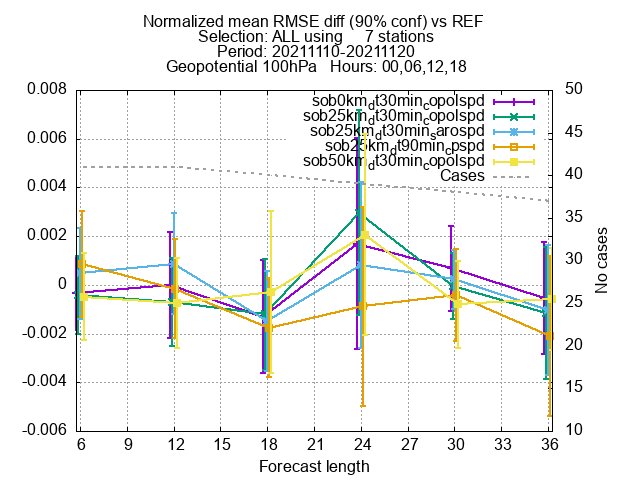 Normalized mean RMSE diff (90% conf) vs REF
Selection: ALL using 7 stations
Period: 20211110-20211120
Geopotential 100hPa Hours: 00,06,12,18
sob0km_dt30min_copolspd
sob25km_dt30min_copolspd
sob25km_dt30min_sarospd
sob25km_dt90min_cpspd
sob50km_dt30min_copolspd
Cases
0.008
0.006
0.004
0.002
0
-0.002
-0.004
-0.006
50
45
40
35
30
25
20
15
10
No cases
6 9 12 15 18 21 24 27 30 33 36
Forecast length